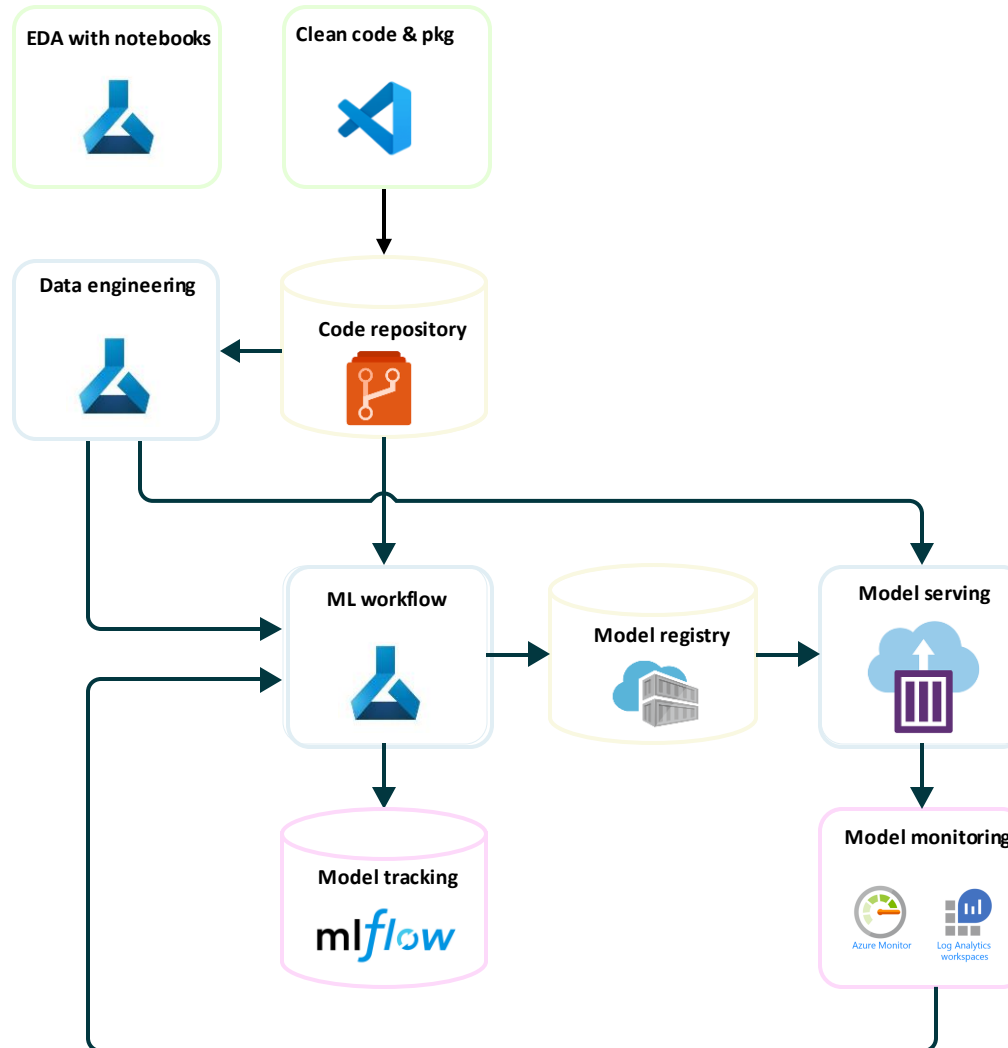 EDA with notebooks
Clean code & pkg
Data engineering
Code repository
ML workflow
Model registry
Model serving
Model tracking
mlflow
Model monitoring
Azure Monitor
Log Analytics
workspaces